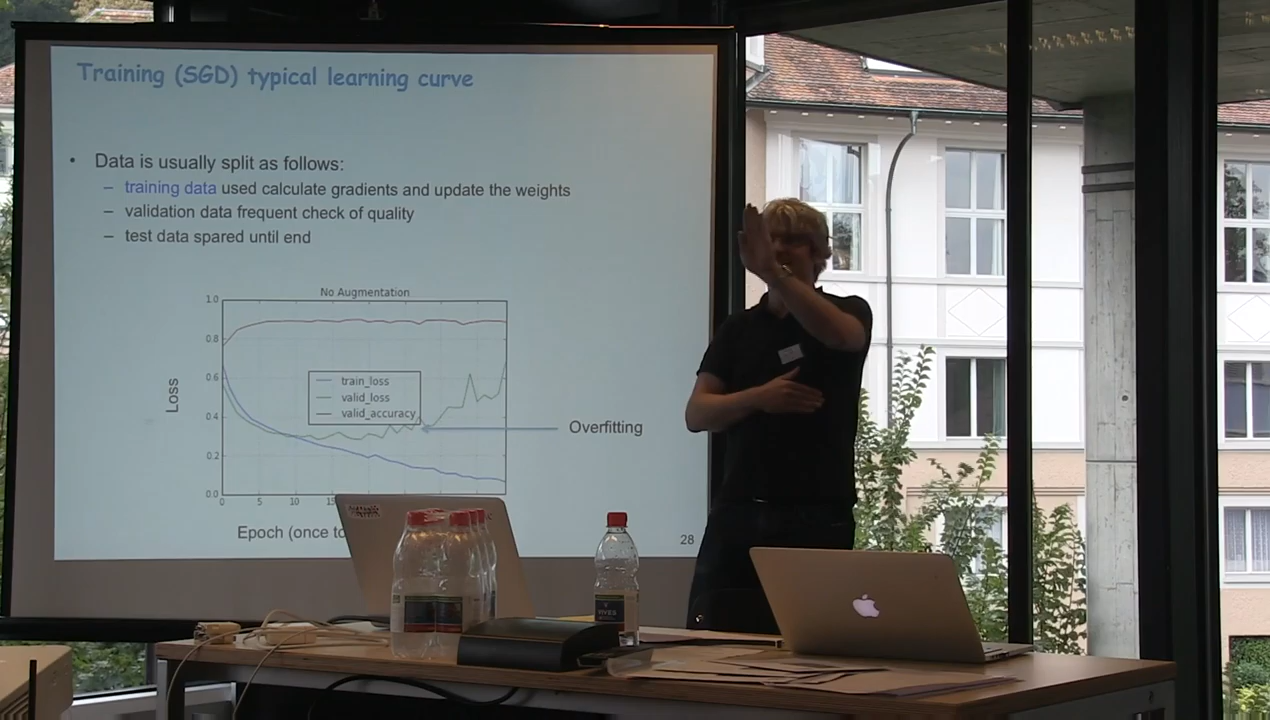 Training (SGD) typical learning curve
• Data is usually split as follows:
– training data used calculate gradients and update the weights
– validation data frequent check of quality
– test data spared until end
No Augmentation
1.0
0.8
0.6
0.4
0.2
0.0
Loss
train_loss
valid_loss
valid_accuracy
Overfitting
0 5 10
Epoch (once to
28
VIVES